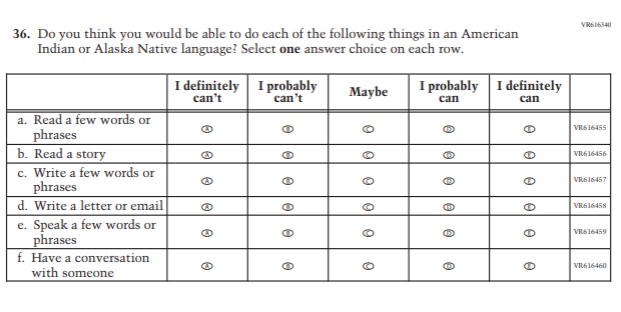 VR616340
36. Do you think you would be able to do each of the following things in an American
Indian or Alaska Native language? Select one answer choice on each row.
I definitely can't I probably can't Maybe I probably can I definitely can
a. Read a few words or
phrases A B C D E VR616455
b. Read a story A B C D E VR616456
c. Write a few words or
phrases A B C D E VR616457
d. Write a letter or email A B C D E VR616458
e. Speak a few words or
phrases A B C D E VR616459
f. Have a conversation
with someone A B C D E VR616460